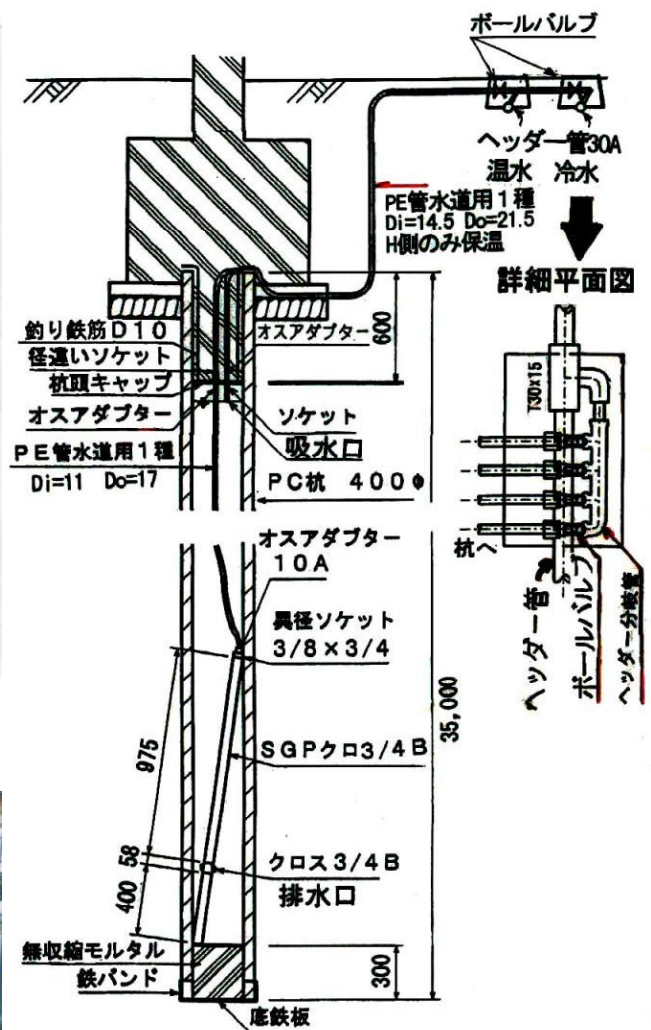 ボールバルブ
ヘッダー管30A
温水 冷水
PE管水道用1種
Di=14.5 Do=21.5
H側のみ保温
詳細平面図
釣り鉄筋D10
径違いソケット
杭頭キャップ
オスアダプター
PE管水道用1種
Di=11 Do=17
オスアダプター
ソケット
吸水口
600
PC杭 400φ
T30×15
杭へ
ヘッダー管
ボールバルブ
ヘッダー分岐管
オスアダプター
10A
異径ソケット
3/8×3/4
35,000
975
SGPクロ3/4B
58
クロス3/4B
排水口
400
無収縮モルタル
鉄バンド
300
底鉄板